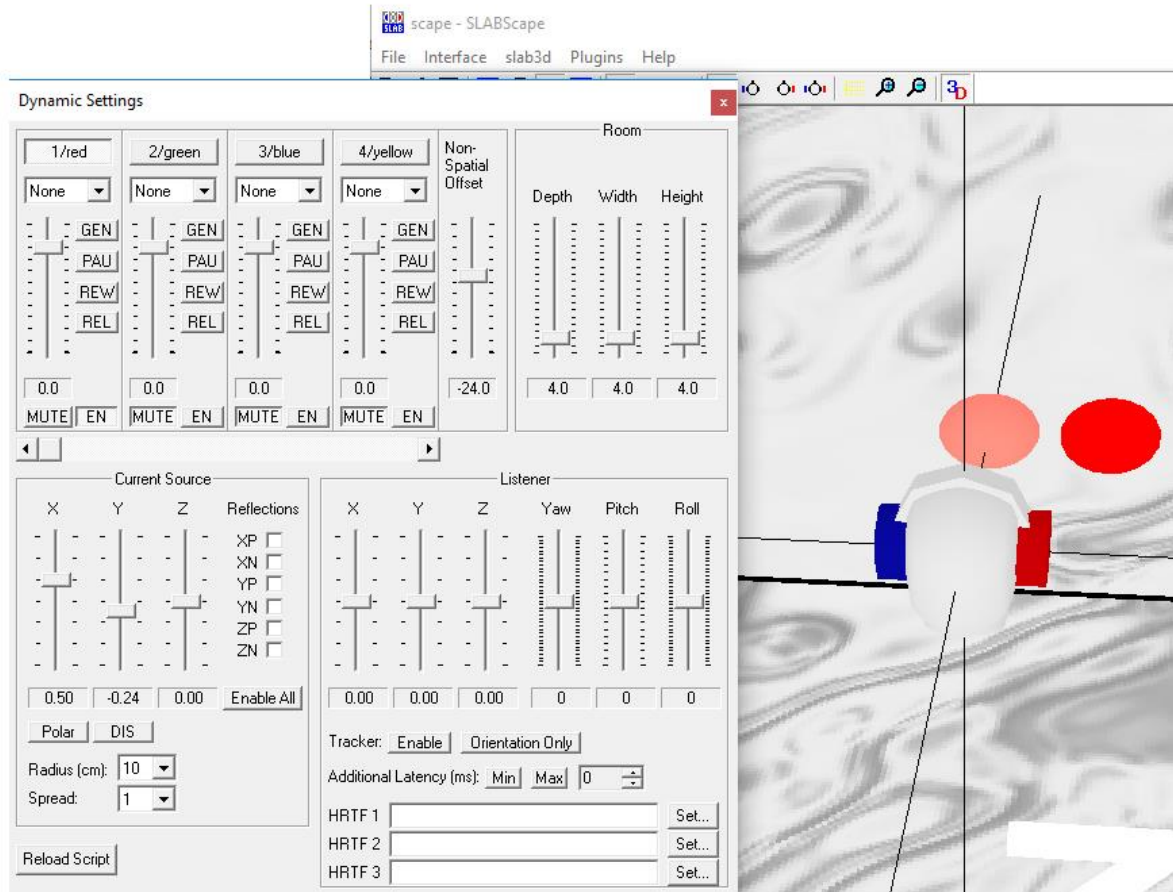 SLAB
scape - SLABScape
File Interface slab3d Plugins Help
3D
Dynamic Settings
x
1/red 2/green 3/blue 4/yellow Non-Spatial Offset
None None None None
GEN GEN GEN GEN
PAU PAU PAU PAU
REW REW REW REW
REL REL REL REL
0.0 0.0 0.0 0.0 -24.0
MUTE EN MUTE EN MUTE EN MUTE EN
Room
Depth Width Height
4.0 4.0 4.0
Current Source
X Y Z Reflections
XP
XN
YP
YN
ZP
ZN
0.50 -0.24 0.00 Enable All
Polar DIS
Radius (cm): 10
Spread: 1
Reload Script
Listener
X Y Z Yaw Pitch Roll
0.00 0.00 0.00 0 0 0
Tracker: Enable Orientation Only
Additional Latency (ms): Min Max 0
HRTF 1 Set...
HRTF 2 Set...
HRTF 3 Set...